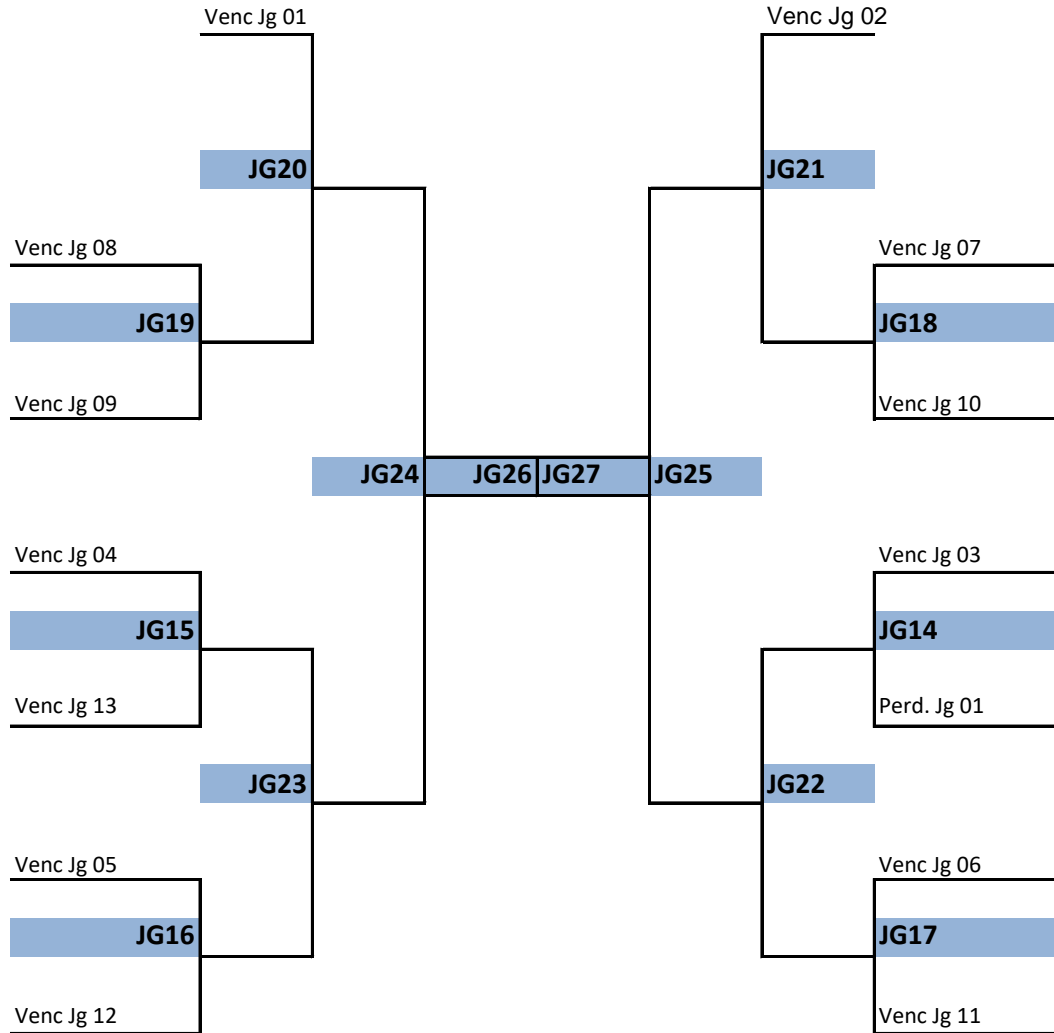 Venc Jg 01
Venc Jg 02
JG20
JG21
Venc Jg 08
Venc Jg 07
JG19
JG18
Venc Jg 09
Venc Jg 10
JG24
JG26
JG27
JG25
Venc Jg 04
Venc Jg 03
JG15
JG14
Venc Jg 13
Perd. Jg 01
JG23
JG22
Venc Jg 05
Venc Jg 06
JG16
JG17
Venc Jg 12
Venc Jg 11